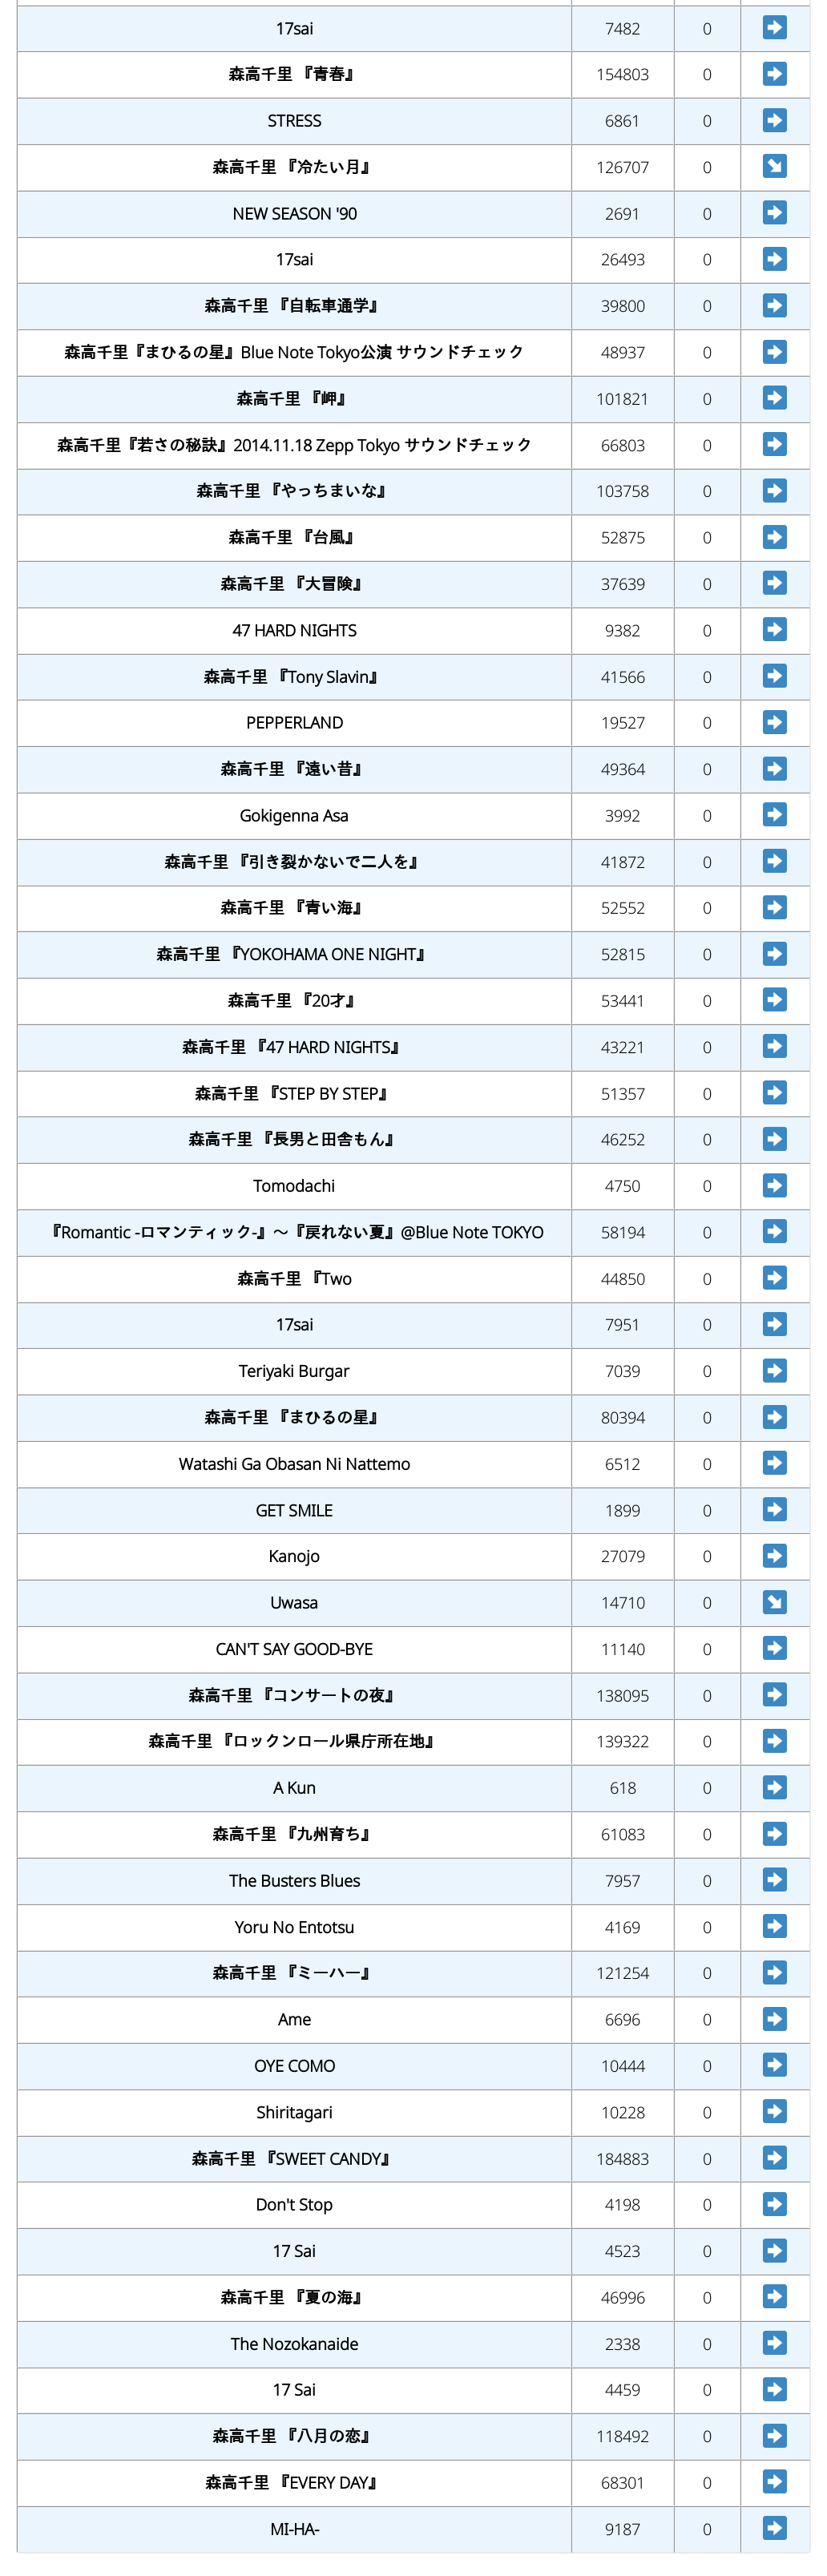 17sai 7482 0
森高千里 『青春』 154803 0
STRESS 6861 0
森高千里 『冷たい月』 126707 0
NEW SEASON '90 2691 0
17sai 26493 0
森高千里 『自転車通学』 39800 0
森高千里『まひるの星』Blue Note Tokyo公演 サウンドチェック 48937 0
森高千里 『岬』 101821 0
森高千里『若さの秘訣』2014.11.18 Zepp Tokyo サウンドチェック 66803 0
森高千里 『やっちまいな』 103758 0
森高千里 『台風』 52875 0
森高千里 『大冒険』 37639 0
47 HARD NIGHTS 9382 0
森高千里 『Tony Slavin』 41566 0
PEPPERLAND 19527 0
森高千里 『遠い昔』 49364 0
Gokigenna Asa 3992 0
森高千里 『引き裂かないで二人を』 41872 0
森高千里 『青い海』 52552 0
森高千里 『YOKOHAMA ONE NIGHT』 52815 0
森高千里 『20才』 53441 0
森高千里 『47 HARD NIGHTS』 43221 0
森高千里 『STEP BY STEP』 51357 0
森高千里 『長男と田舎もん』 46252 0
Tomodachi 4750 0
『Romantic -ロマンティック-』～『戻れない夏』@Blue Note TOKYO 58194 0
森高千里 『Two 44850 0
17sai 7951 0
Teriyaki Burgar 7039 0
森高千里 『まひるの星』 80394 0
Watashi Ga Obasan Ni Nattemo 6512 0
GET SMILE 1899 0
Kanojo 27079 0
Uwasa 14710 0
CAN'T SAY GOOD-BYE 11140 0
森高千里 『コンサートの夜』 138095 0
森高千里 『ロックンロール県庁所在地』 139322 0
A Kun 618 0
森高千里 『九州育ち』 61083 0
The Busters Blues 7957 0
Yoru No Entotsu 4169 0
森高千里 『ミーハー』 121254 0
Ame 6696 0
OYE COMO 10444 0
Shiritagari 10228 0
森高千里 『SWEET CANDY』 184883 0
Don't Stop 4198 0
17 Sai 4523 0
森高千里 『夏の海』 46996 0
The Nozokanaide 2338 0
17 Sai 4459 0
森高千里 『八月の恋』 118492 0
森高千里 『EVERY DAY』 68301 0
MI-HA- 9187 0